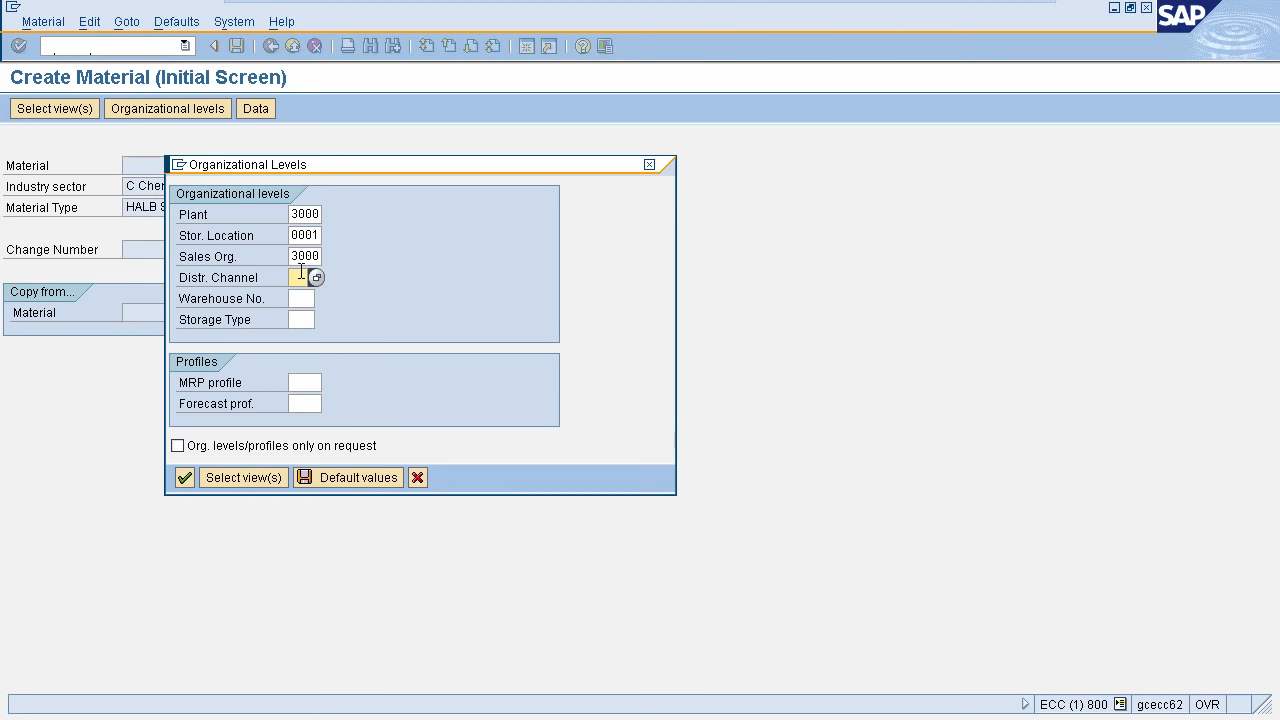 Material Edit Goto Defaults System Help
SAP
Create Material (Initial Screen)
Select view(s) Organizational levels Data
Organizational Levels
Material
Industry sector
Material Type HALB
Change Number
Copy from...
Material
Organizational levels
Plant 3000
Stor. Location 0001
Sales Org. 3000
Distr. Channel
Warehouse No.
Storage Type
Profiles
MRP profile
Forecast prof.
Org. levels/profiles only on request
Select view(s) Default values
ECC (1) 800 gcecc62 OVR